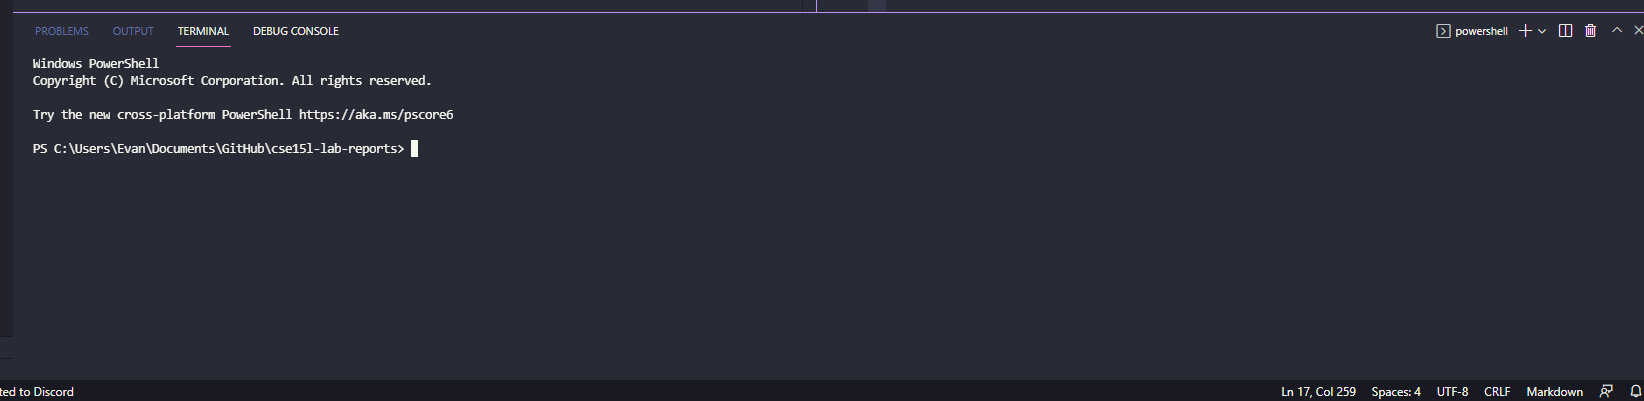 PROBLEMS OUTPUT TERMINAL DEBUG CONSOLE powershell
Windows PowerShell
Copyright (C) Microsoft Corporation. All rights reserved.
Try the new cross-platform PowerShell https://aka.ms/pscore6
PS C:\Users\Evan\Documents\GitHub\cse15l-lab-reports>
ted to Discord Ln 17, Col 259 Spaces: 4 UTF-8 CRLF Markdown